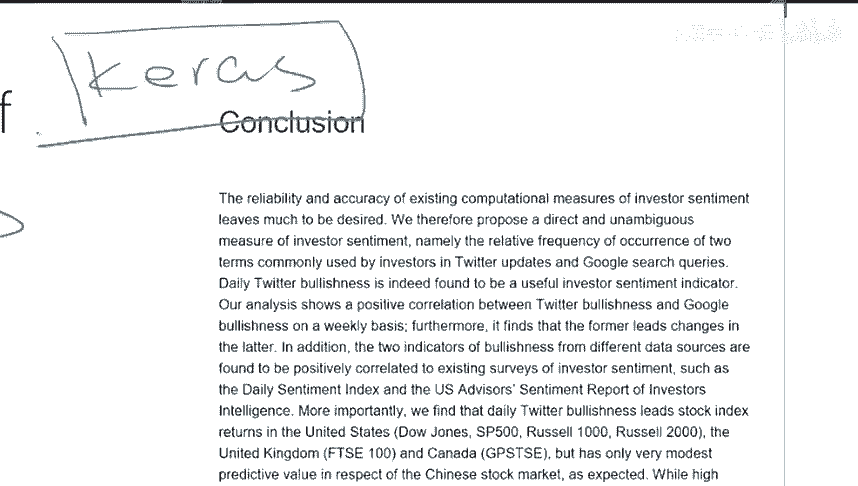 Keras
f
Conclusion
The reliability and accuracy of existing computational measures of investor sentiment
leaves much to be desired. We therefore propose a direct and unambiguous
measure of investor sentiment, namely the relative frequency of occurrence of two
terms commonly used by investors in Twitter updates and Google search queries.
Daily Twitter bullishness is indeed found to be a useful investor sentiment indicator.
Our analysis shows a positive correlation between Twitter bullishness and Google
bullishness on a weekly basis; furthermore, it finds that the former leads changes in
the latter. In addition, the two indicators of bullishness from different data sources are
found to be positively correlated to existing surveys of investor sentiment, such as
the Daily Sentiment Index and the US Advisors' Sentiment Report of Investors
Intelligence. More importantly, we find that daily Twitter bullishness leads stock index
returns in the United States (Dow Jones, SP500, Russell 1000, Russell 2000), the
United Kingdom (FTSE 100) and Canada (GPSTSE), but has only very modest
predictive value in respect of the Chinese stock market, as expected. While high